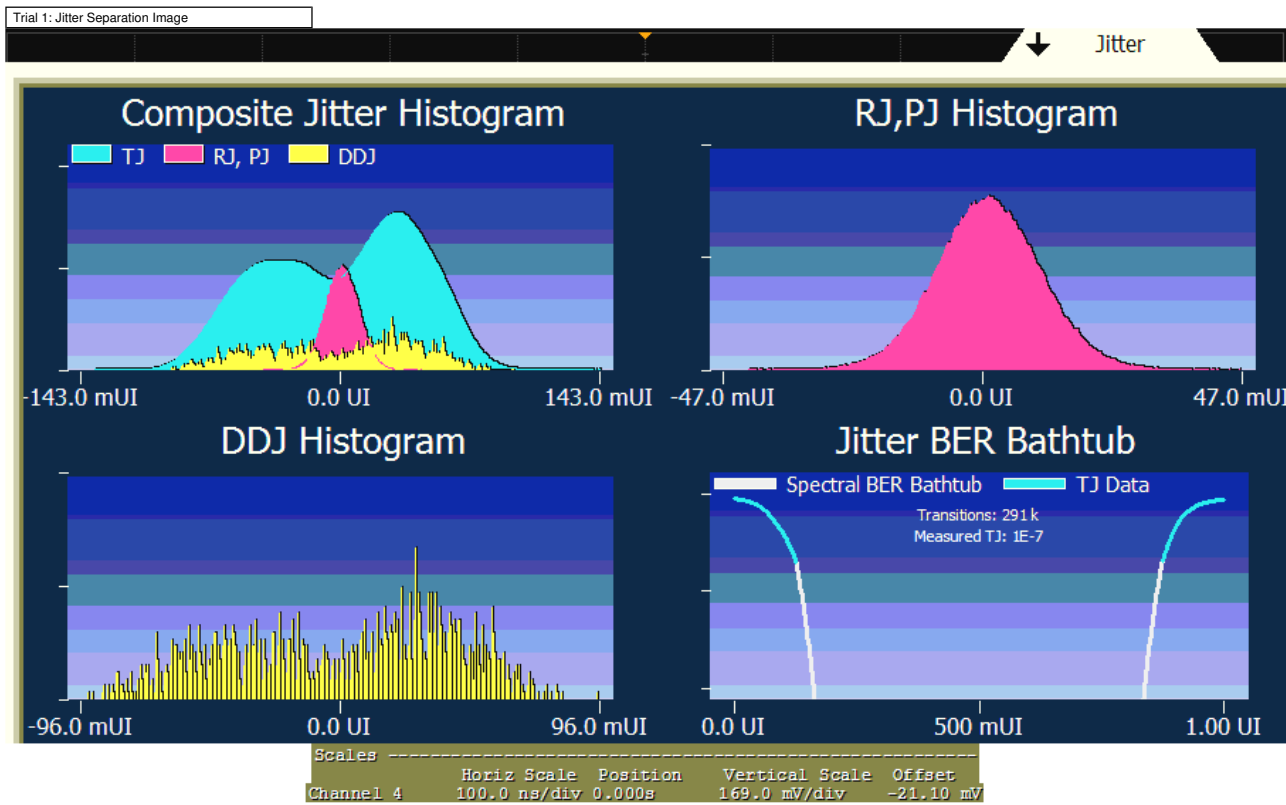 Trial 1: Jitter Separation Image
Jitter
Composite Jitter Histogram
TJ RJ, PJ DDJ
-143.0 mUI 0.0 UI 143.0 mUI
RJ,PJ Histogram
-47.0 mUI 0.0 UI 47.0 mUI
DDJ Histogram
-96.0 mUI 0.0 UI 96.0 mUI
Jitter BER Bathtub
Spectral BER Bathtub TJ Data
Transitions: 291 k
Measured TJ: 1E-7
0.0 UI 500 mUI 1.00 UI
Scales --------------------------------------------------------
Horiz Scale Position Vertical Scale Offset
Channel 4 100.0 ns/div 0.000s 169.0 mV/div -21.10 mV